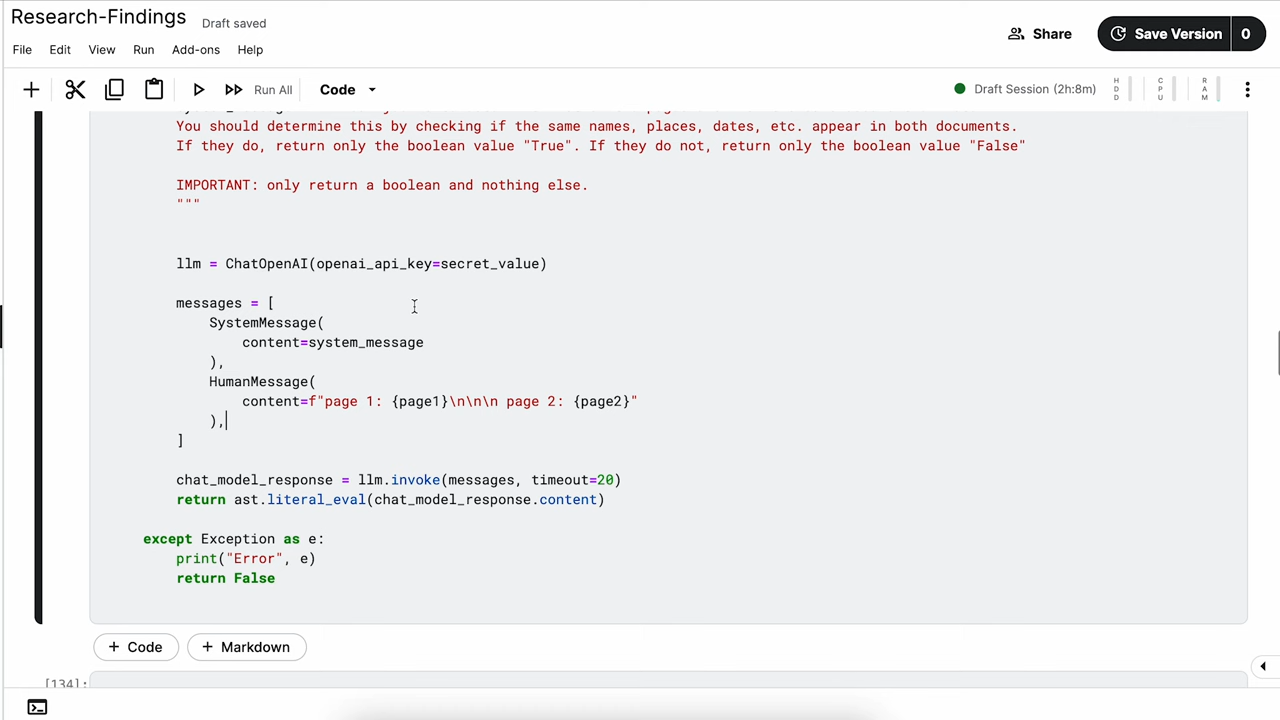 Research-Findings
Draft saved
Share
Save Version
0
File
Edit
View
Run
Add-ons
Help
Run All
Code
Draft Session (2h:8m)
HDD
CPU
RAM
You should determine this by checking if the same names, places, dates, etc. appear in both documents.
If they do, return only the boolean value "True". If they do not, return only the boolean value "False"
IMPORTANT: only return a boolean and nothing else.
"""
llm = ChatOpenAI(openai_api_key=secret_value)
messages = [
SystemMessage(
content=system_message
),
HumanMessage(
content=f"page 1: {page1}\n\n\n page 2: {page2}"
),
]
chat_model_response = llm.invoke(messages, timeout=20)
return ast.literal_eval(chat_model_response.content)
except Exception as e:
print("Error", e)
return False
+ Code
+ Markdown
[134]: